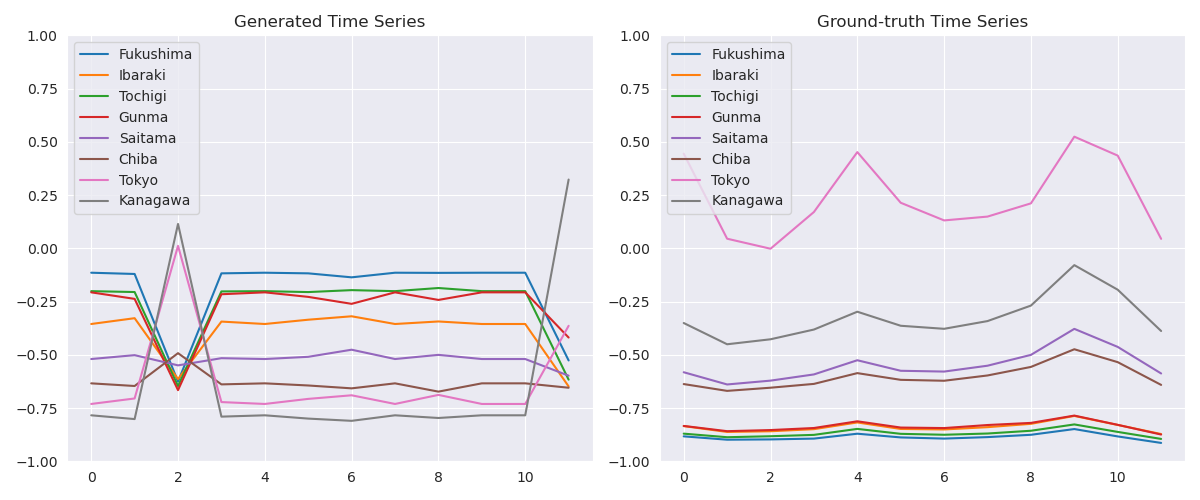 Generated Time Series
1.00
0.75
0.50
0.25
0.00
−0.25
−0.50
−0.75
−1.00
Fukushima
Ibaraki
Tochigi
Gunma
Saitama
Chiba
Tokyo
Kanagawa
0 2 4 6 8 10
Ground-truth Time Series
1.00
0.75
0.50
0.25
0.00
−0.25
−0.50
−0.75
−1.00
Fukushima
Ibaraki
Tochigi
Gunma
Saitama
Chiba
Tokyo
Kanagawa
0 2 4 6 8 10